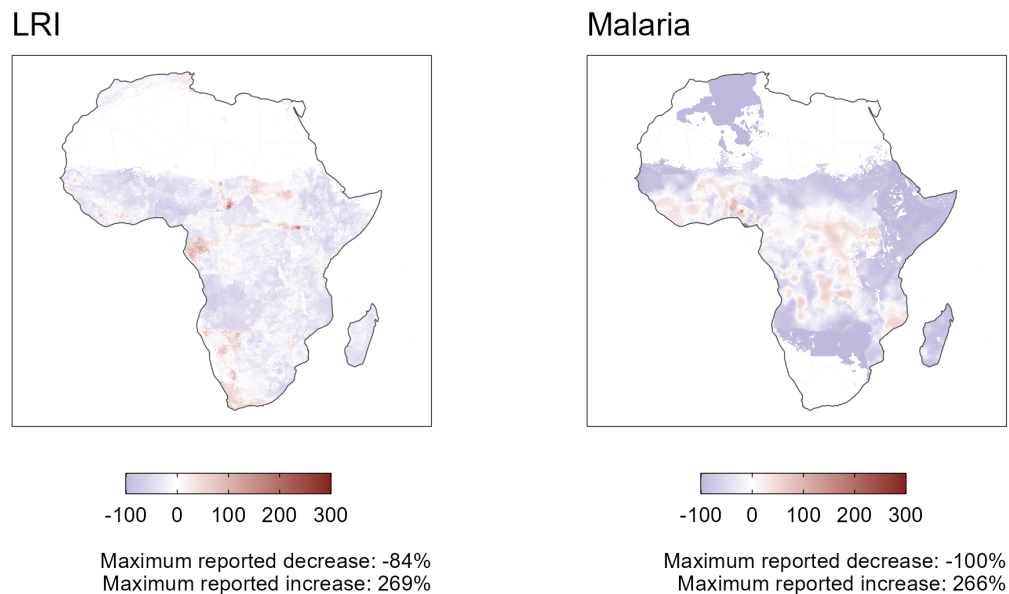 LRI
Malaria
-100 0 100 200 300
-100 0 100 200 300
Maximum reported decrease: -84%
Maximum reported increase: 269%
Maximum reported decrease: -100%
Maximum reported increase: 266%